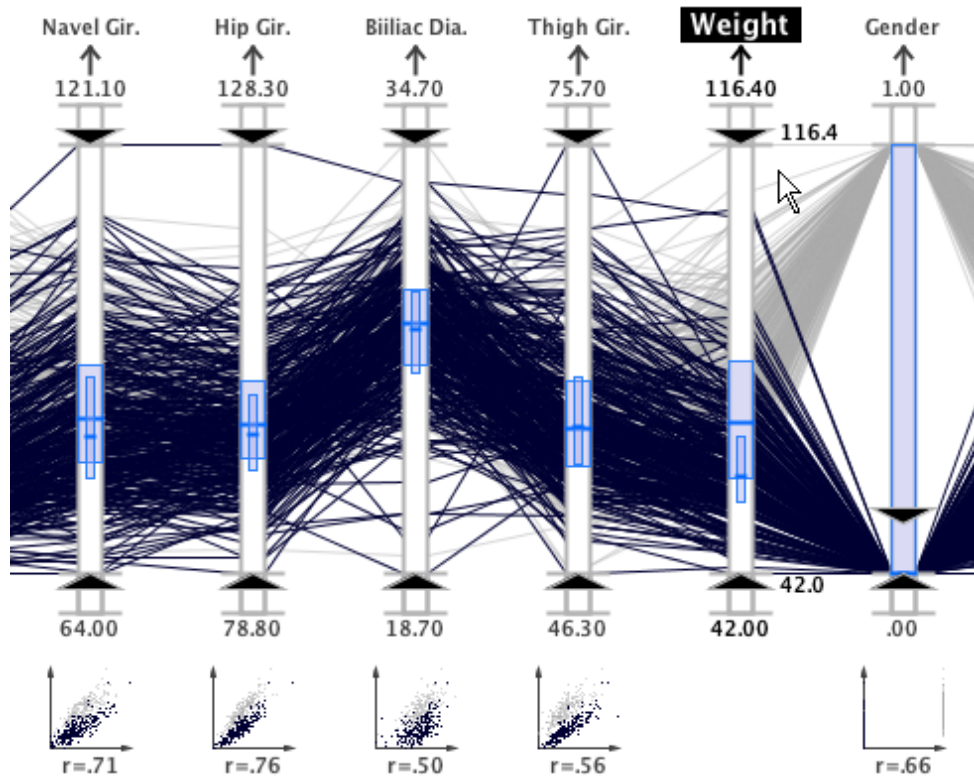 Navel Gir. Hip Gir. Biiliac Dia. Thigh Gir. Weight Gender
121.10 128.30 34.70 75.70 116.40 1.00
116.4
42.0
64.00 78.80 18.70 46.30 42.00 .00
r=.71 r=.76 r=.50 r=.56 r=.66